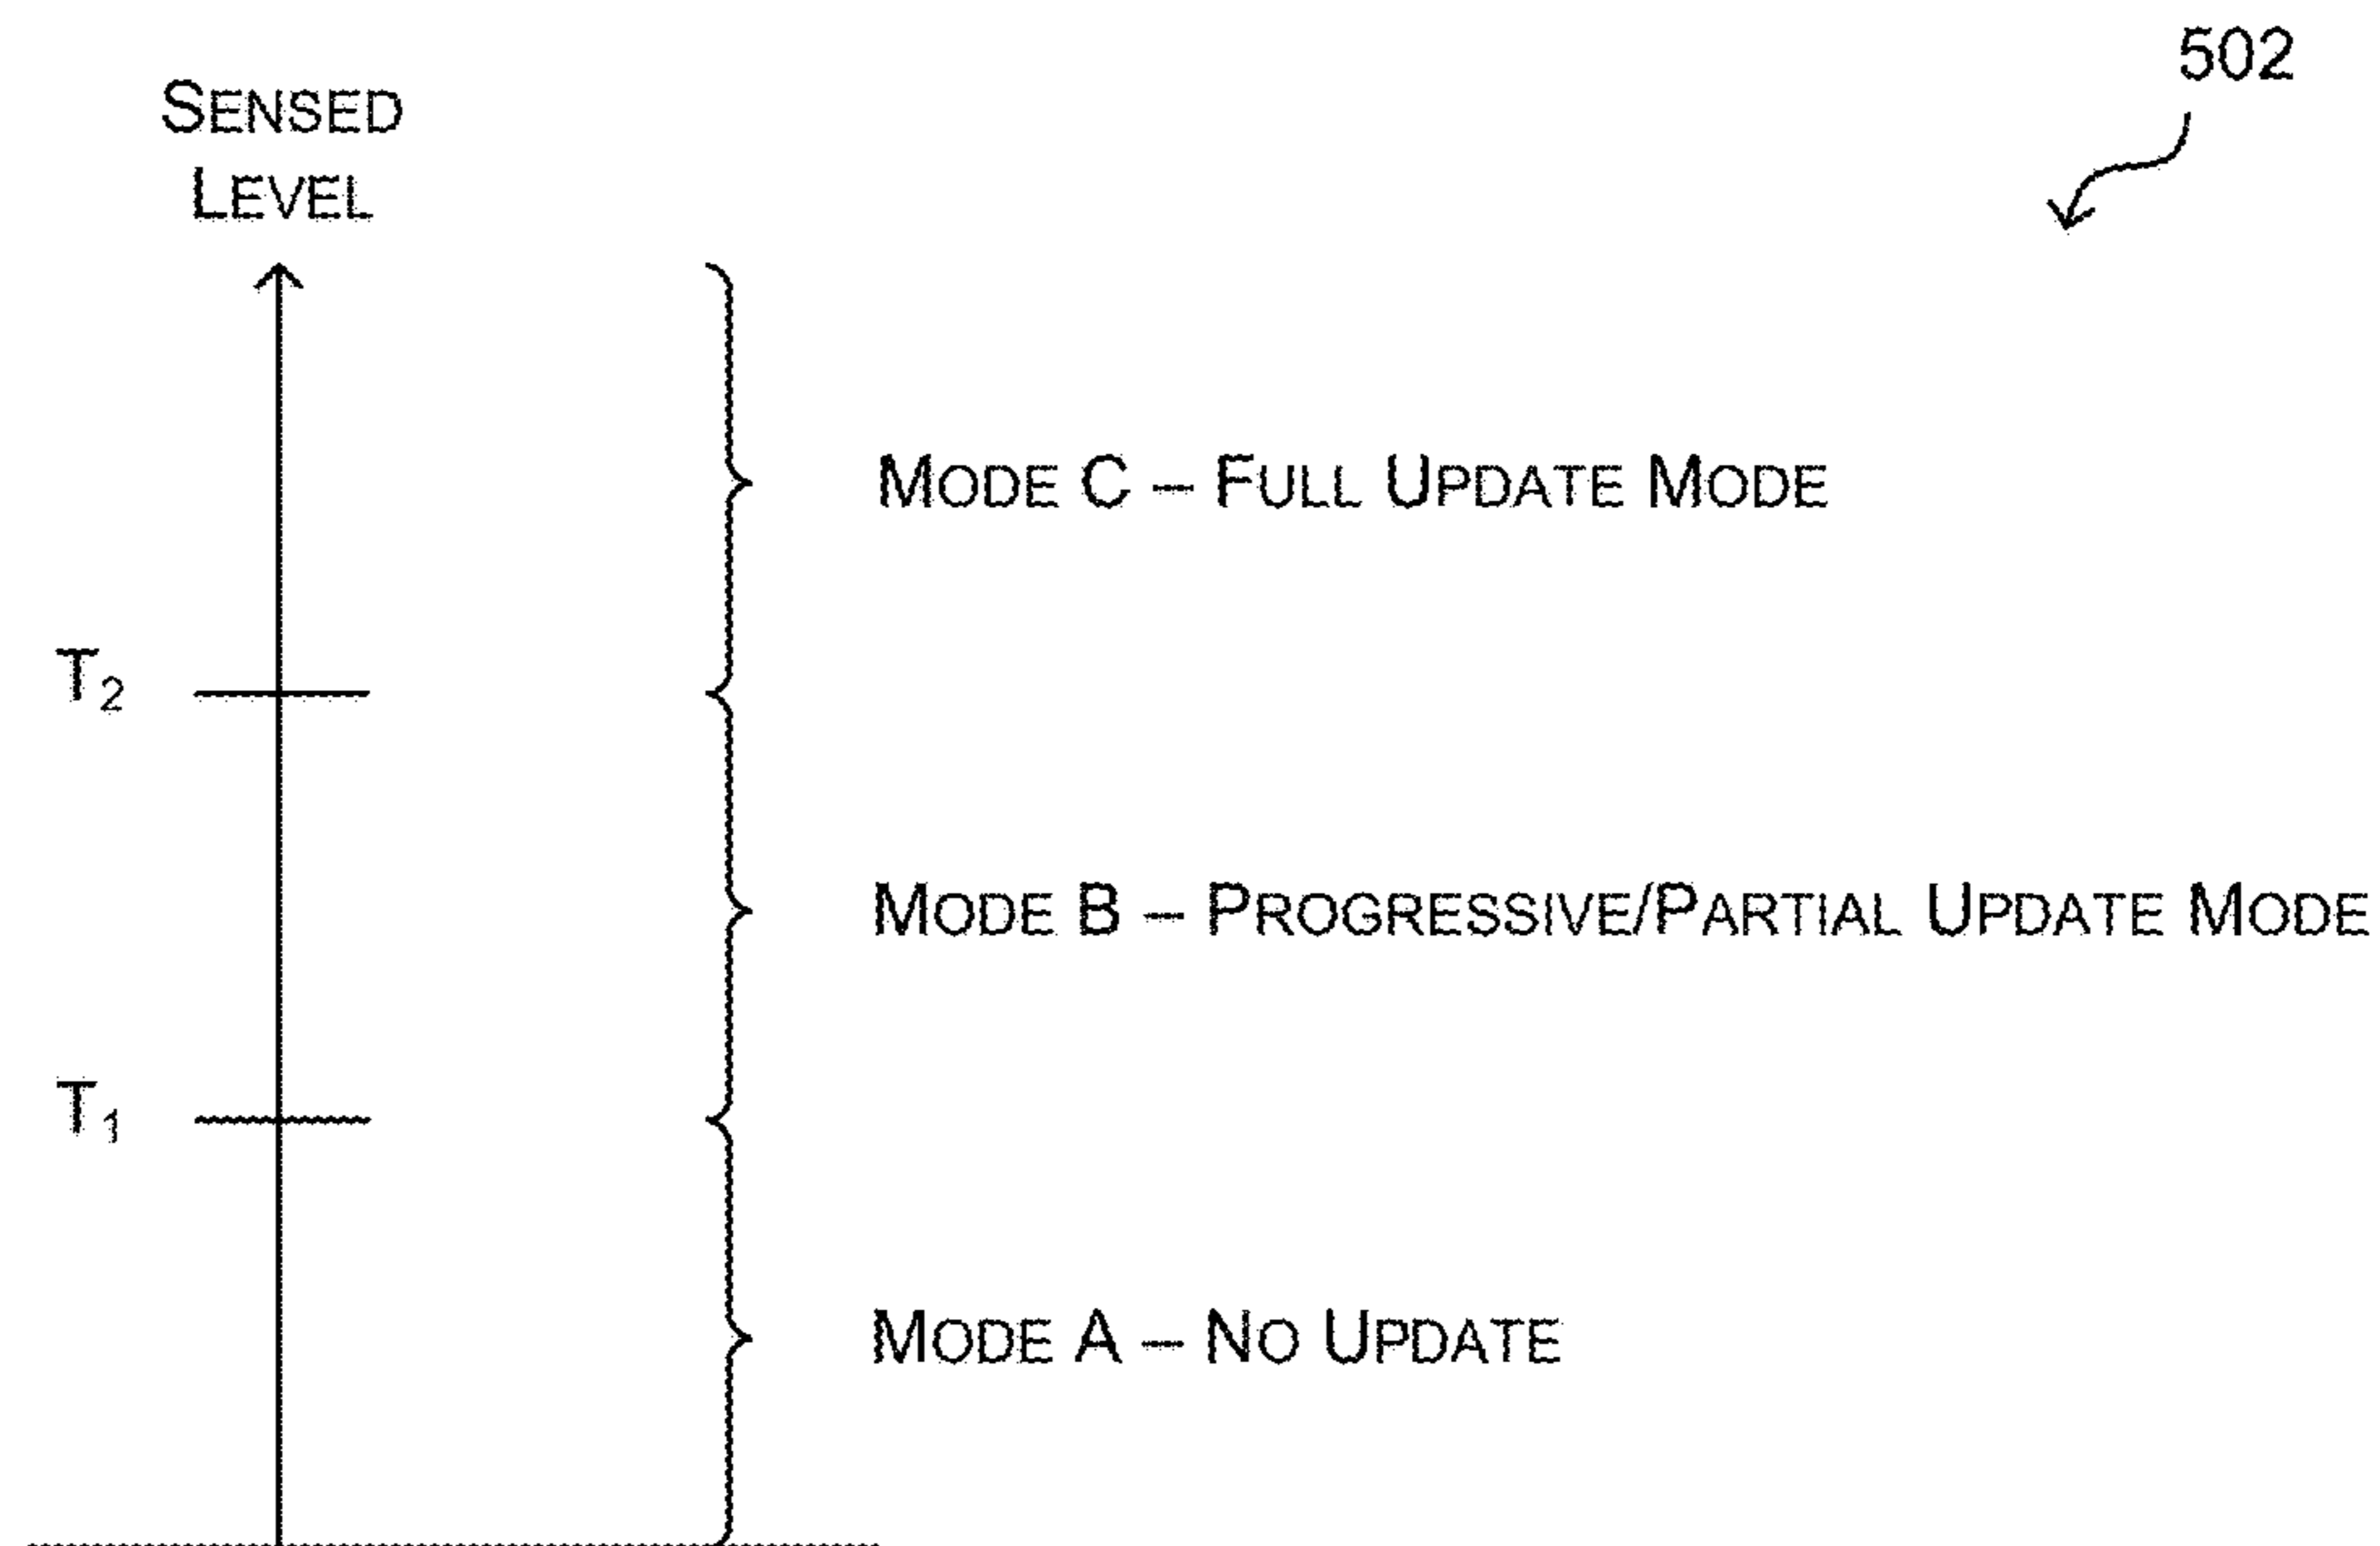 502
SENSED
LEVEL
MODE C – FULL UPDATE MODE
T2
MODE B – PROGRESSIVE/PARTIAL UPDATE MODE
T1
MODE A – NO UPDATE